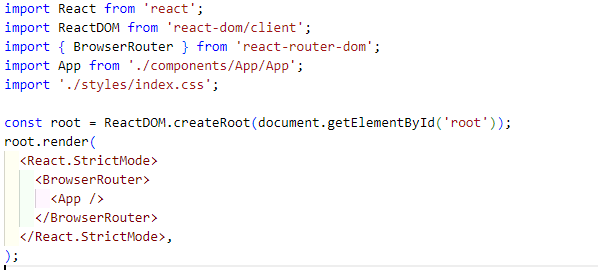 import React from 'react';
import ReactDOM from 'react-dom/client';
import { BrowserRouter } from 'react-router-dom';
import App from './components/App/App';
import './styles/index.css';

const root = ReactDOM.createRoot(document.getElementById('root'));
root.render(
  <React.StrictMode>
    <BrowserRouter>
      <App />
    </BrowserRouter>
  </React.StrictMode>,
);